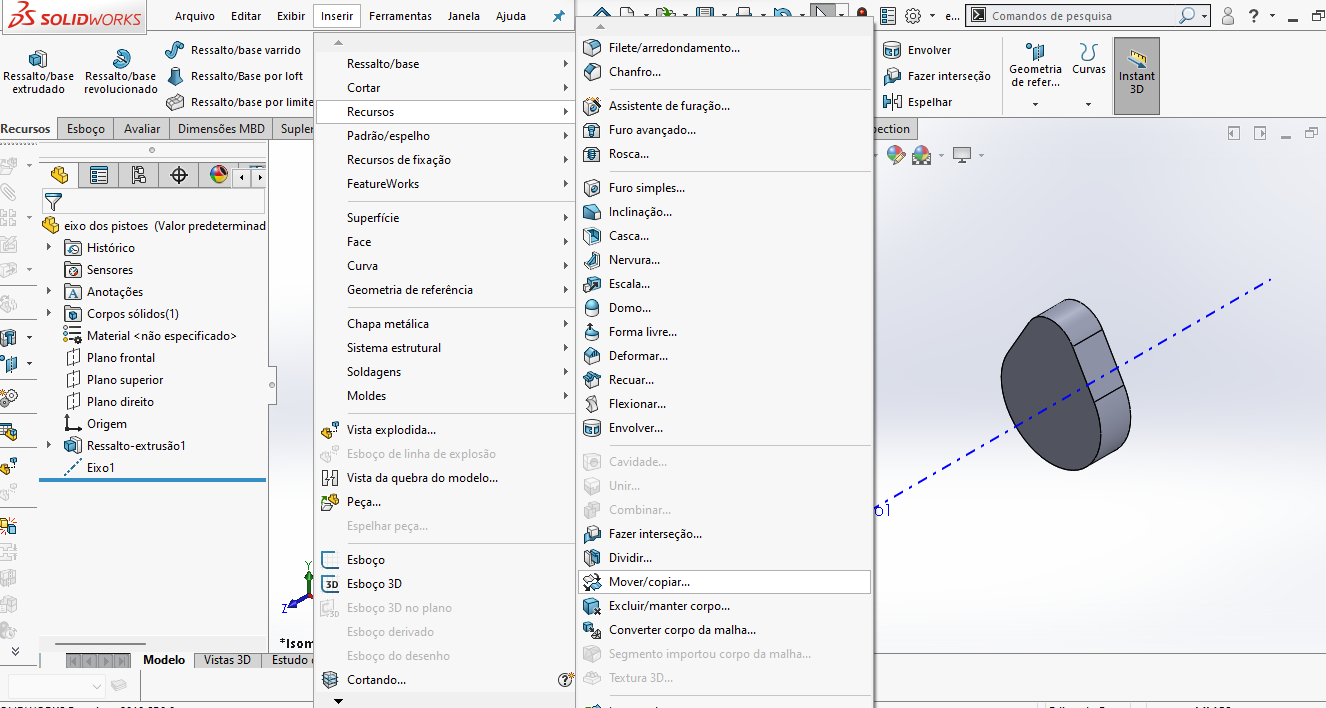 SOLIDWORKS
Arquivo Editar Exibir Inserir Ferramentas Janela Ajuda
e...
Comandos de pesquisa
Ressalto/base
extrudado
Ressalto/base
revolucionado
Ressalto/base varrido
Ressalto/Base por loft
Ressalto/base por limite
Envolver
Fazer interseção
Espelhar
Geometria
de refer...
Curvas
Instant
3D
Recursos Esboço Avaliar Dimensões MBD
eixo dos pistoes (Valor predeterminad
Histórico
Sensores
Anotações
Corpos sólidos(1)
Material <não especificado>
Plano frontal
Plano superior
Plano direito
Origem
Ressalto-extrusão1
Eixo1
Ressalto/base
Cortar
Recursos
Padrão/espelho
Recursos de fixação
FeatureWorks
Superfície
Face
Curva
Geometria de referência
Chapa metálica
Sistema estrutural
Soldagens
Moldes
Vista explodida...
Esboço de linha de explosão
Vista da quebra do modelo...
Peça...
Espelhar peça...
Esboço
3D Esboço 3D
Esboço 3D no plano
Esboço derivado
Esboço do desenho
Cortando...
Filete/arredondamento...
Chanfro...
Assistente de furação...
Furo avançado...
Rosca...
Furo simples...
Inclinação...
Casca...
Nervura...
Escala...
Domo...
Forma livre...
Deformar...
Recuar...
Flexionar...
Envolver...
Cavidade...
Unir...
Combinar...
Fazer interseção...
Dividir...
Mover/copiar...
Excluir/manter corpo...
Converter corpo da malha...
Segmento importou corpo da malha...
Textura 3D...
o1
Y
Z
*Isom
Modelo Vistas 3D Estudo